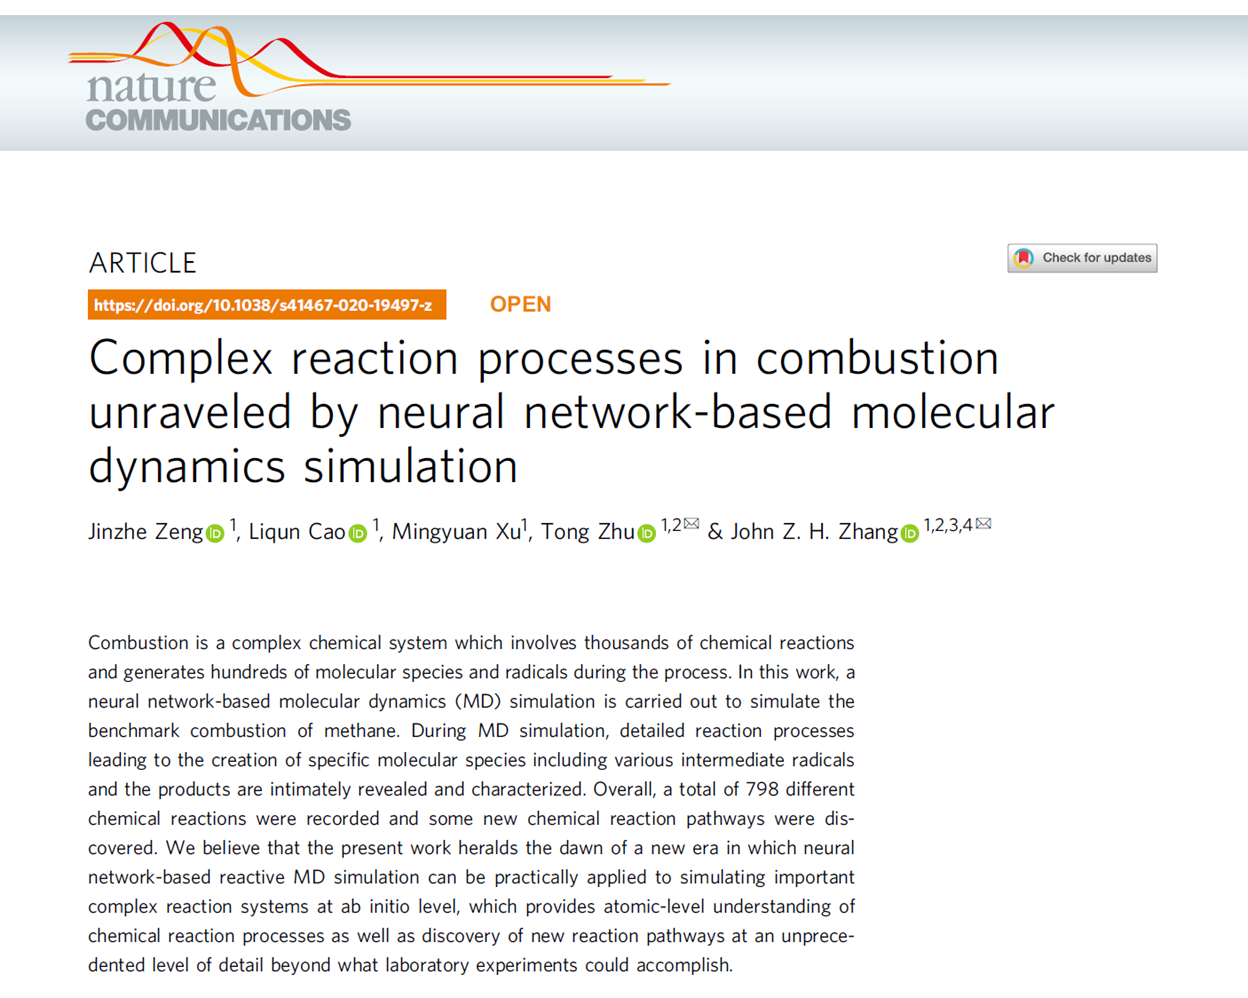 nature
COMMUNICATIONS
ARTICLE
Check for updates
https://doi.org/10.1038/s41467-020-19497-z OPEN
Complex reaction processes in combustion
unraveled by neural network-based molecular
dynamics simulation
Jinzhe Zeng iD 1, Liqun Cao iD 1, Mingyuan Xu1, Tong Zhu iD 1,2✉ & John Z. H. Zhang iD 1,2,3,4✉
Combustion is a complex chemical system which involves thousands of chemical reactions
and generates hundreds of molecular species and radicals during the process. In this work, a
neural network-based molecular dynamics (MD) simulation is carried out to simulate the
benchmark combustion of methane. During MD simulation, detailed reaction processes
leading to the creation of specific molecular species including various intermediate radicals
and the products are intimately revealed and characterized. Overall, a total of 798 different
chemical reactions were recorded and some new chemical reaction pathways were dis-
covered. We believe that the present work heralds the dawn of a new era in which neural
network-based reactive MD simulation can be practically applied to simulating important
complex reaction systems at ab initio level, which provides atomic-level understanding of
chemical reaction processes as well as discovery of new reaction pathways at an unprece-
dented level of detail beyond what laboratory experiments could accomplish.